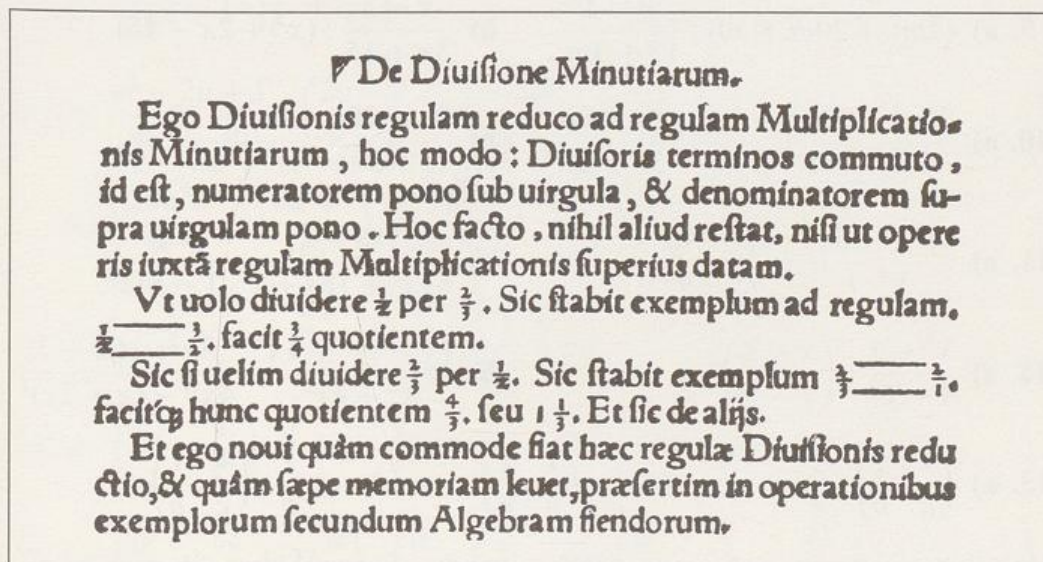 De Diuiſione Minutiarum.
Ego Diuiſionis regulam reduco ad regulam Multiplicatio-
nis Minutiarum, hoc modo: Diuiſoris terminos commuto,
id eſt, numeratorem pono ſub uirgula, & denominatorem ſu-
pra uirgulam pono. Hoc facto, nihil aliud reſtat, niſi ut opere
ris iuxtã regulam Multiplicationis ſuperius datam.
Vt uolo diuidere 1/2 per 2/3. Sic ſtabit exemplum ad regulam.
1/2 3/2. facit 3/4 quotientem.
Sic ſi uelim diuidere 2/3 per 1/2. Sic ſtabit exemplum 2/3 2/1.
facitq́ꝫ hunc quotientem 4/3. ſeu 1 1/3. Et ſic de alijs.
Et ego noui quàm commode fiat hæc regulæ Diuiſionis redu
ctio, & quâm ſæpe memoriam leuet, præſertim in operationibus
exemplorum ſecundum Algebram fiendorum.